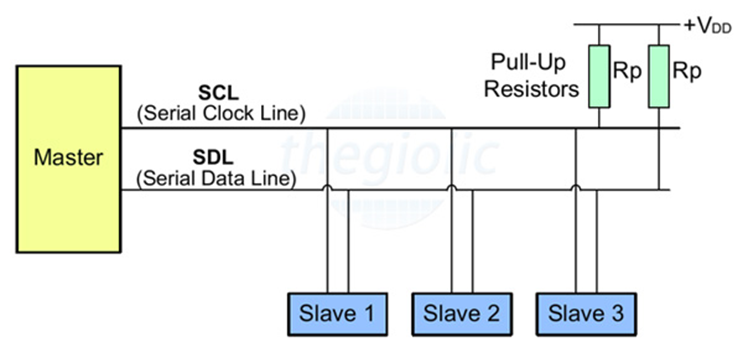 +VDD
Pull-Up
Resistors
Rp
Rp
SCL
(Serial Clock Line)
Master
SDL
(Serial Data Line)
thegioiic
Slave 1
Slave 2
Slave 3